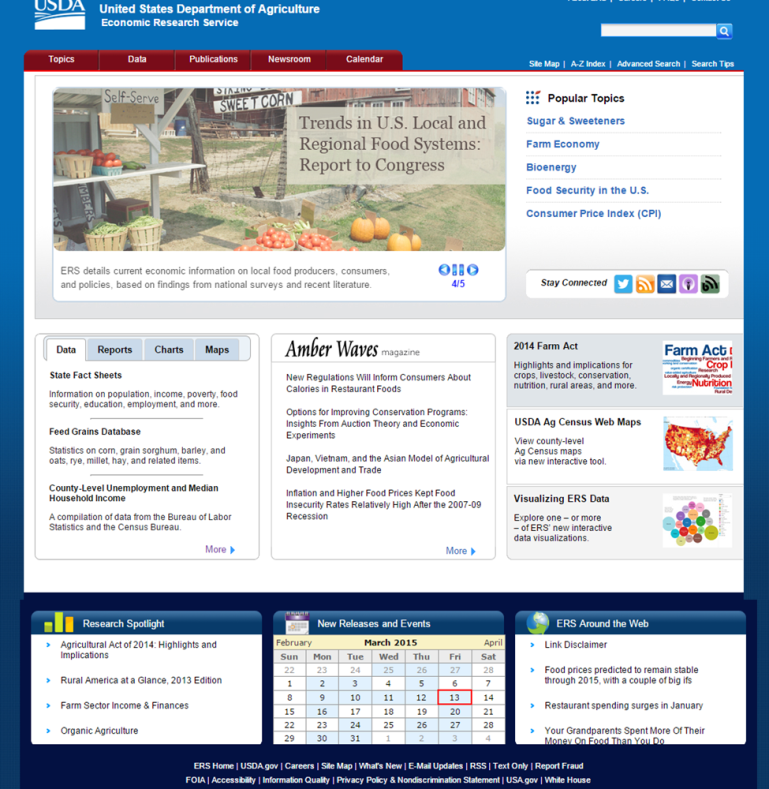 USDA
United States Department of Agriculture
Economic Research Service
Topics
Data
Publications
Newsroom
Calendar
Site Map | A-Z Index | Advanced Search | Search Tips
Self-Serve
SWEET CORN
Trends in U.S. Local and
Regional Food Systems:
Report to Congress
ERS details current economic information on local food producers, consumers,
and policies, based on findings from national surveys and recent literature.
4/5
Popular Topics
Sugar & Sweeteners
Farm Economy
Bioenergy
Food Security in the U.S.
Consumer Price Index (CPI)
Stay Connected
Data
Reports
Charts
Maps
State Fact Sheets
Information on population, income, poverty, food
security, education, employment, and more.
Feed Grains Database
Statistics on corn, grain sorghum, barley, and
oats, rye, millet, hay, and related items.
County-Level Unemployment and Median
Household Income
A compilation of data from the Bureau of Labor
Statistics and the Census Bureau.
More
Amber Waves magazine
New Regulations Will Inform Consumers About
Calories in Restaurant Foods
Options for Improving Conservation Programs:
Insights From Auction Theory and Economic
Experiments
Japan, Vietnam, and the Asian Model of Agricultural
Development and Trade
Inflation and Higher Food Prices Kept Food
Insecurity Rates Relatively High After the 2007-09
Recession
More
2014 Farm Act
Highlights and implications for
crops, livestock, conservation,
nutrition, rural areas, and more.
Farm Act
Beginning Farmers and
Crop
Research
Locally and Regionally Produced
Energy Nutrition
USDA Ag Census Web Maps
View county-level
Ag Census maps
via new interactive tool.
Visualizing ERS Data
Explore one – or more
– of ERS' new interactive
data visualizations.
Research Spotlight
Agricultural Act of 2014: Highlights and
Implications
Rural America at a Glance, 2013 Edition
Farm Sector Income & Finances
Organic Agriculture
New Releases and Events
February March 2015 April
Sun Mon Tue Wed Thu Fri Sat
22 23 24 25 26 27 28
1 2 3 4 5 6 7
8 9 10 11 12 13 14
15 16 17 18 19 20 21
22 23 24 25 26 27 28
29 30 31 1 2 3 4
ERS Around the Web
Link Disclaimer
Food prices predicted to remain stable
through 2015, with a couple of big ifs
Restaurant spending surges in January
Your Grandparents Spent More Of Their
Money On Food Than You Do
ERS Home | USDA.gov | Careers | Site Map | What's New | E-Mail Updates | RSS | Text Only | Report Fraud
FOIA | Accessibility | Information Quality | Privacy Policy & Nondiscrimination Statement | USA.gov | White House